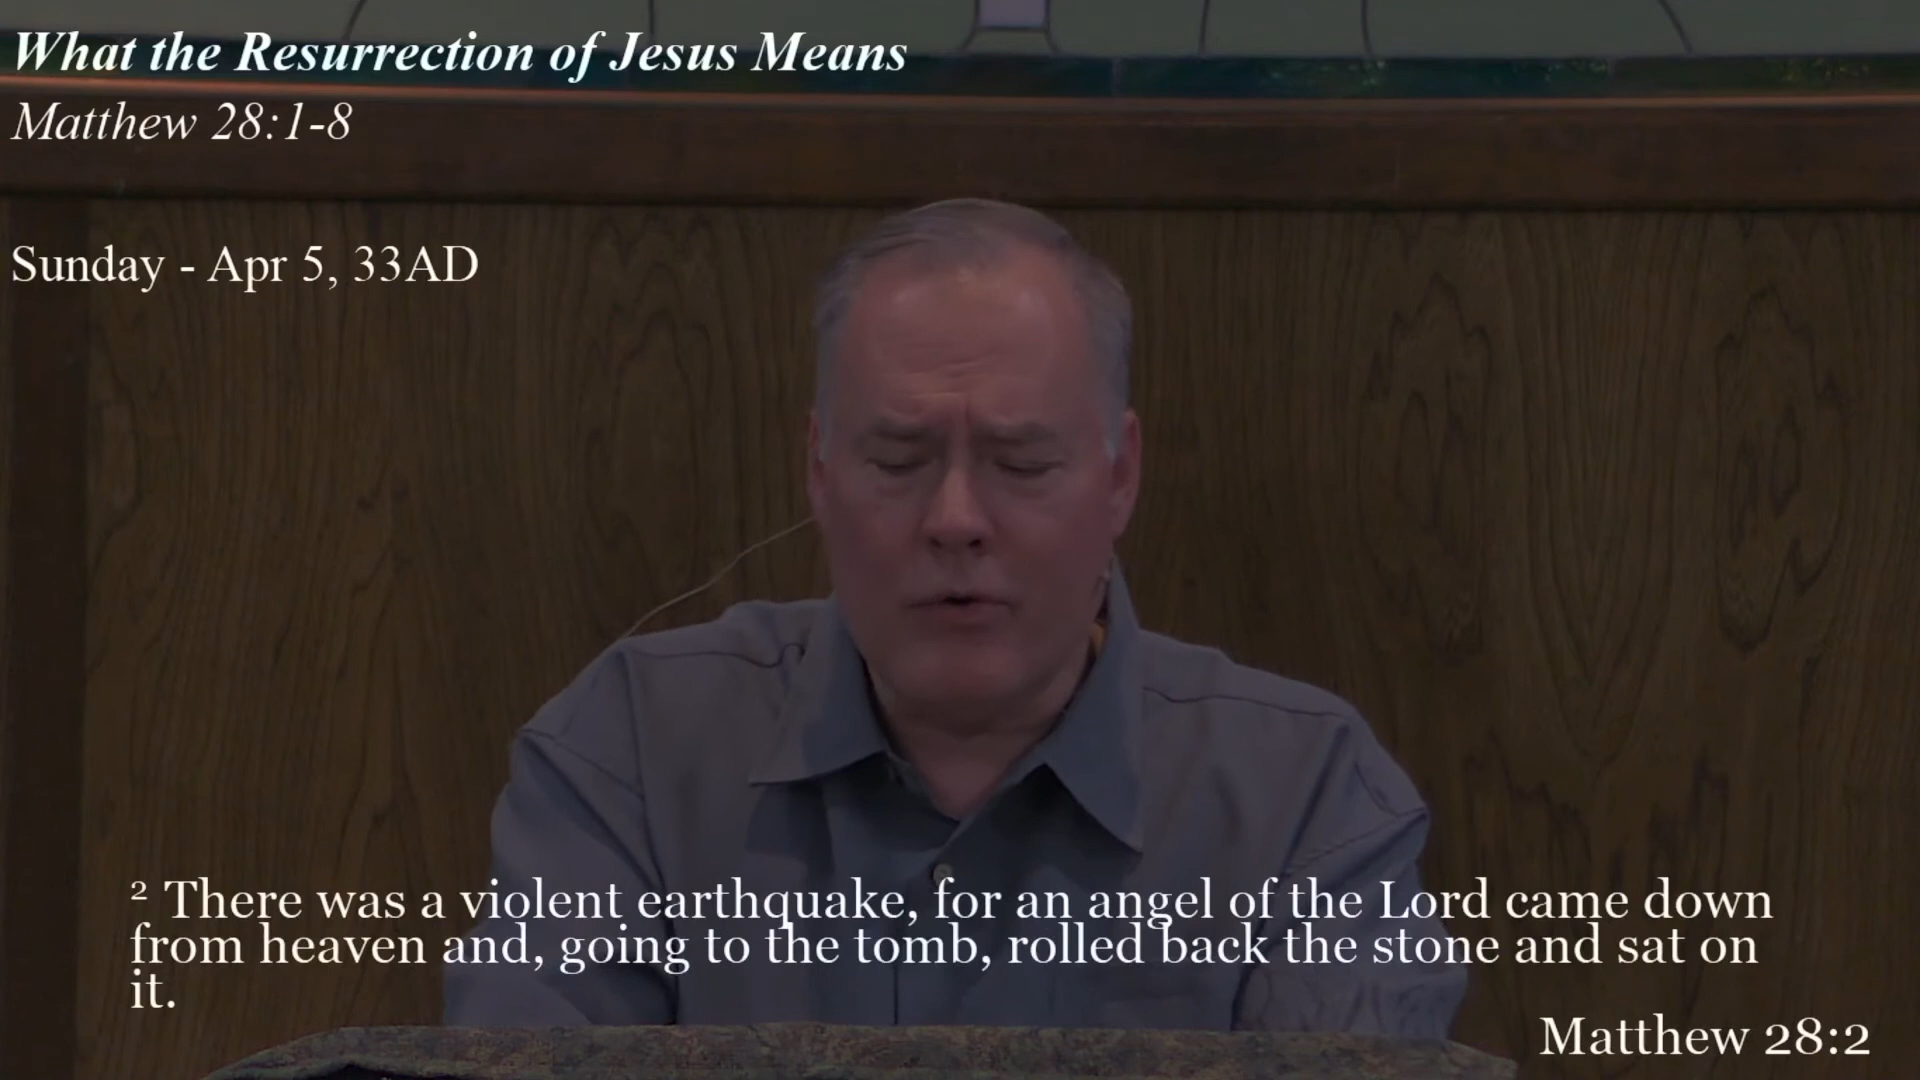 What the Resurrection of Jesus Means
Matthew 28:1-8
Sunday - Apr 5, 33AD
2 There was a violent earthquake, for an angel of the Lord came down
from heaven and, going to the tomb, rolled back the stone and sat on
it.
Matthew 28:2